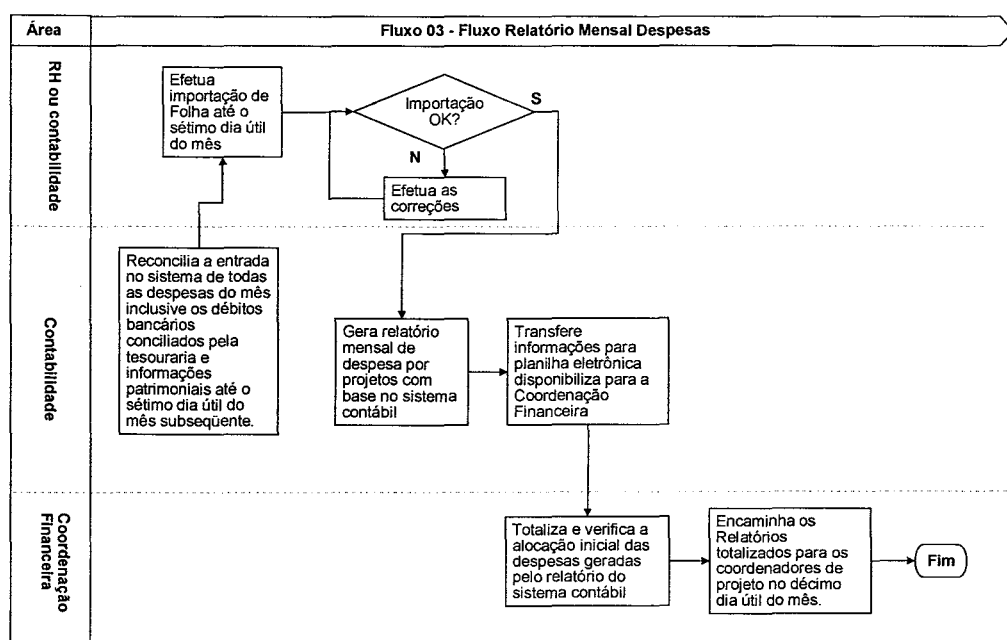 Área
Fluxo 03 - Fluxo Relatório Mensal Despesas
RH ou contabilidade
Efetua
importação de
Folha até o
sétimo dia útil
do mês
Importação
OK?
S
N
Efetua as
correções
Contabilidade
Reconcilia a entrada
no sistema de todas
as despesas do mês
inclusive os débitos
bancários
conciliados pela
tesouraria e
informações
patrimoniais até o
sétimo dia útil do
mês subseqüente.
Gera relatório
mensal de
despesa por
projetos com
base no sistema
contábil
Transfere
informações para
planilha eletrônica
disponibiliza para a
Coordenação
Financeira
Coordenação
Financeira
Totaliza e verifica a
alocação inicial das
despesas geradas
pelo relatório do
sistema contábil
Encaminha os
Relatórios
totalizados para os
coordenadores de
projeto no décimo
dia útil do mês.
Fim